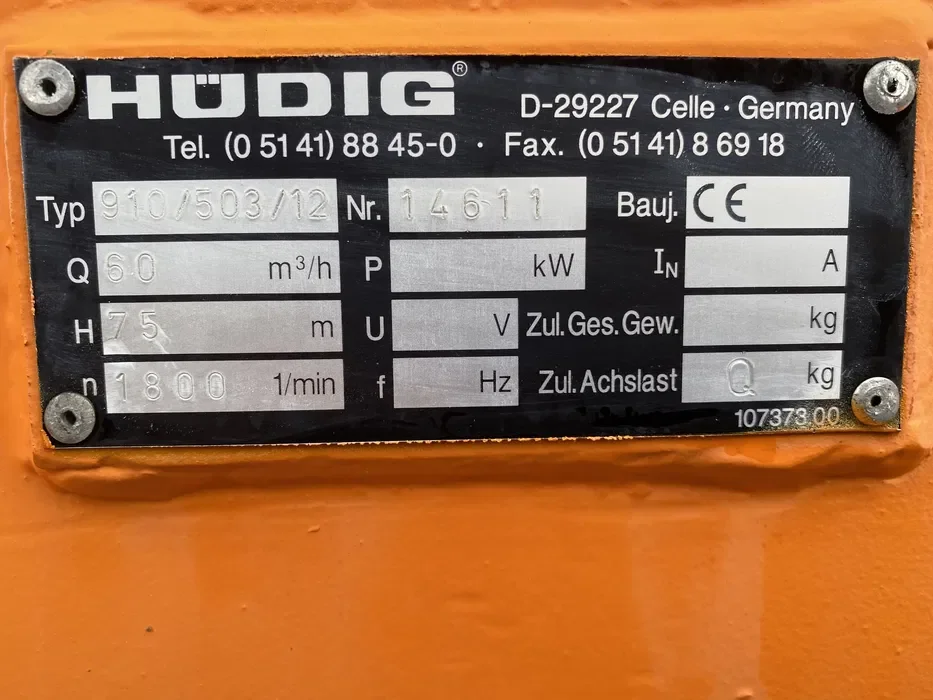 HÜDIG®
D-29227 Celle · Germany
Tel. (0 51 41) 88 45-0 · Fax. (0 51 41) 8 69 18
Typ 910/503/12 Nr. 14611 Bauj. CE
Q 60 m³/h P kW I_N A
H 75 m U V Zul.Ges.Gew. kg
n 1800 1/min f Hz Zul.Achslast Q kg
107373 00